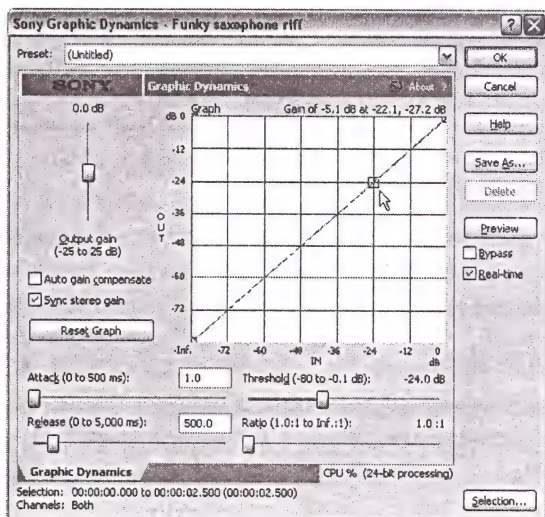 Sony Graphic Dynamics - Funky saxophone riff
Preset: (Untitled)
OK
SONY Graphic Dynamics About ?
Cancel
0.0 dB
Graph Gain of -5.1 dB at -22.1, -27.2 dB
dB 0
-12
-24
-36
-48
-60
-72
OUT
Help
Save As...
Delete
Output gain
(-25 to 25 dB)
Preview
Bypass
Real-time
Auto gain compensate
Sync stereo gain
Reset Graph
-Inf. -72 -60 -48 -36 -24 -12 0
IN dB
Attack (0 to 500 ms): 1.0 Threshold (-80 to -0.1 dB): -24.0 dB
Release (0 to 5,000 ms): 500.0 Ratio (1.0:1 to Inf.:1): 1.0 :1
Graphic Dynamics CPU % (24-bit processing)
Selection: 00:00:00.000 to 00:00:02.500 (00:00:02.500)
Channels: Both
Selection...